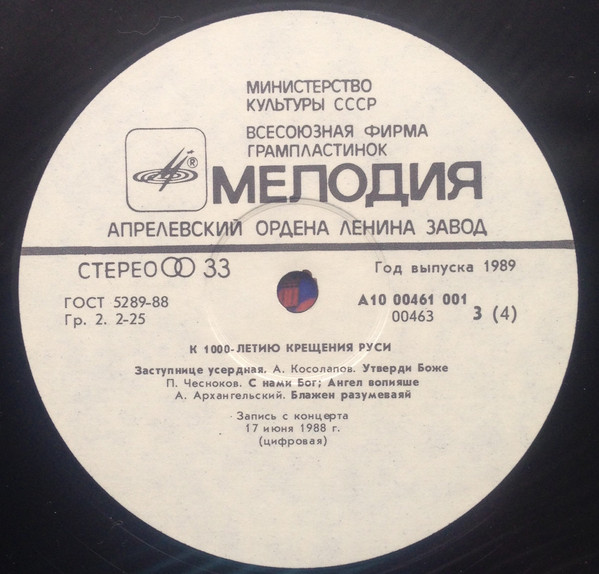 МИНИСТЕРСТВО
КУЛЬТУРЫ СССР
ВСЕСОЮЗНАЯ ФИРМА
ГРАМПЛАСТИНОК
® МЕЛОДИЯ
АПРЕЛЕВСКИЙ ОРДЕНА ЛЕНИНА ЗАВОД
СТЕРЕО 33
Год выпуска 1989
ГОСТ 5289-88
Гр. 2. 2-25
А10 00461 001
00463
3 (4)
К 1000-ЛЕТИЮ КРЕЩЕНИЯ РУСИ
Заступнице усердная. А. Косолапов. Утверди Боже
П. Чесноков. С нами Бог; Ангел вопияше
А. Архангельский. Блажен разумеваяй
Запись с концерта
17 июня 1988 г.
(цифровая)